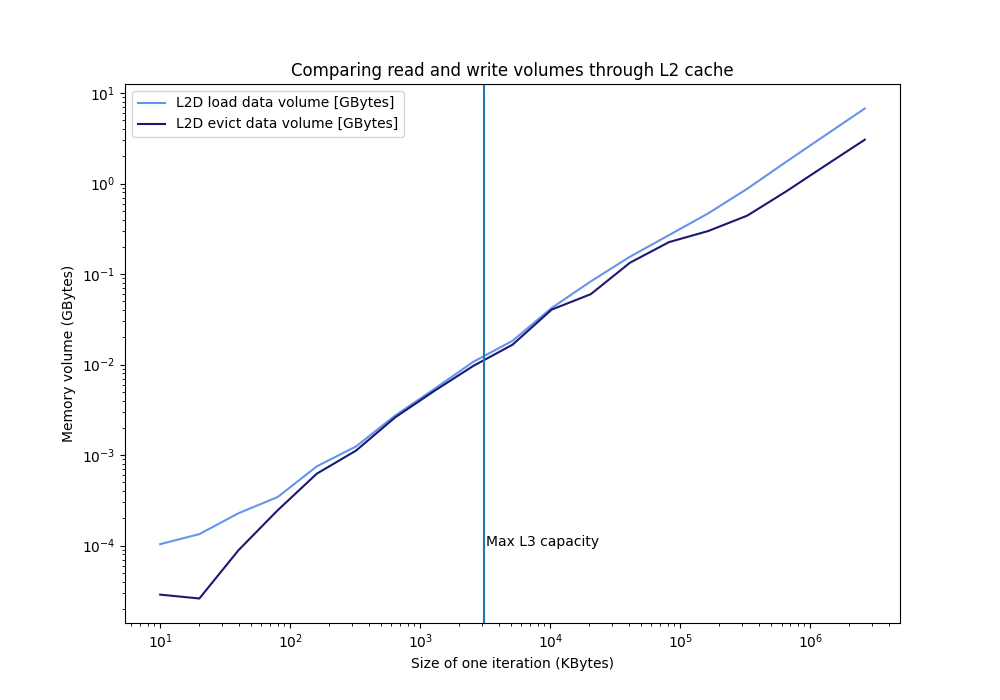 Comparing read and write volumes through L2 cache
L2D load data volume [GBytes]
L2D evict data volume [GBytes]
Memory volume (GBytes)
10¹
10⁰
10⁻¹
10⁻²
10⁻³
10⁻⁴
Max L3 capacity
10¹ 10² 10³ 10⁴ 10⁵ 10⁶
Size of one iteration (KBytes)